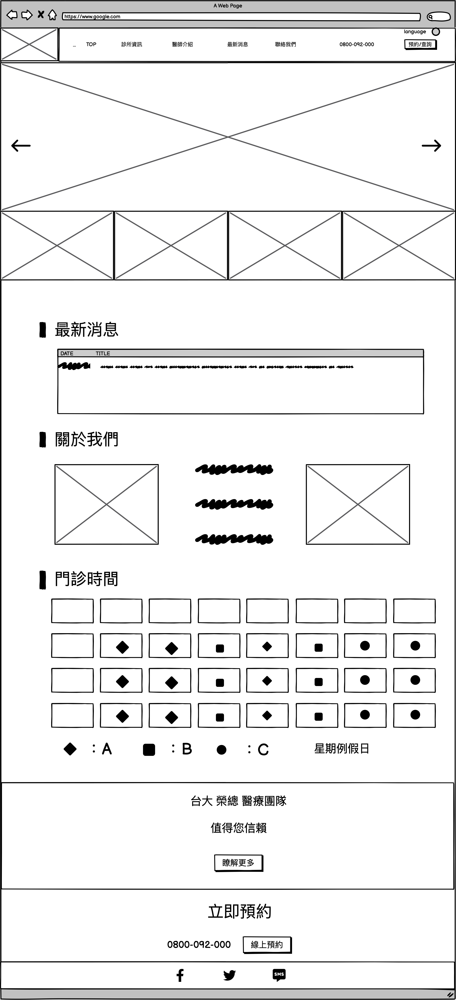 A Web Page
https://www.google.com
language
... TOP 診所資訊 醫師介紹 最新消息 聯絡我們 0800-092-000 預約/查詢
最新消息
DATE TITLE
關於我們
門診時間
: A : B : C 星期例假日
台大 榮總 醫療團隊
值得您信賴
瞭解更多
立即預約
0800-092-000 線上預約
SMS